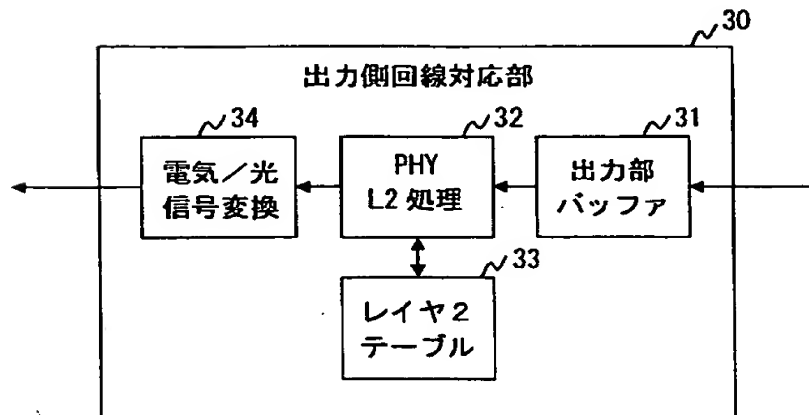 30
出力側回線対応部
34
32
31
電気／光
信号変換
PHY
L2 処理
出力部
バッファ
33
レイヤ2
テーブル